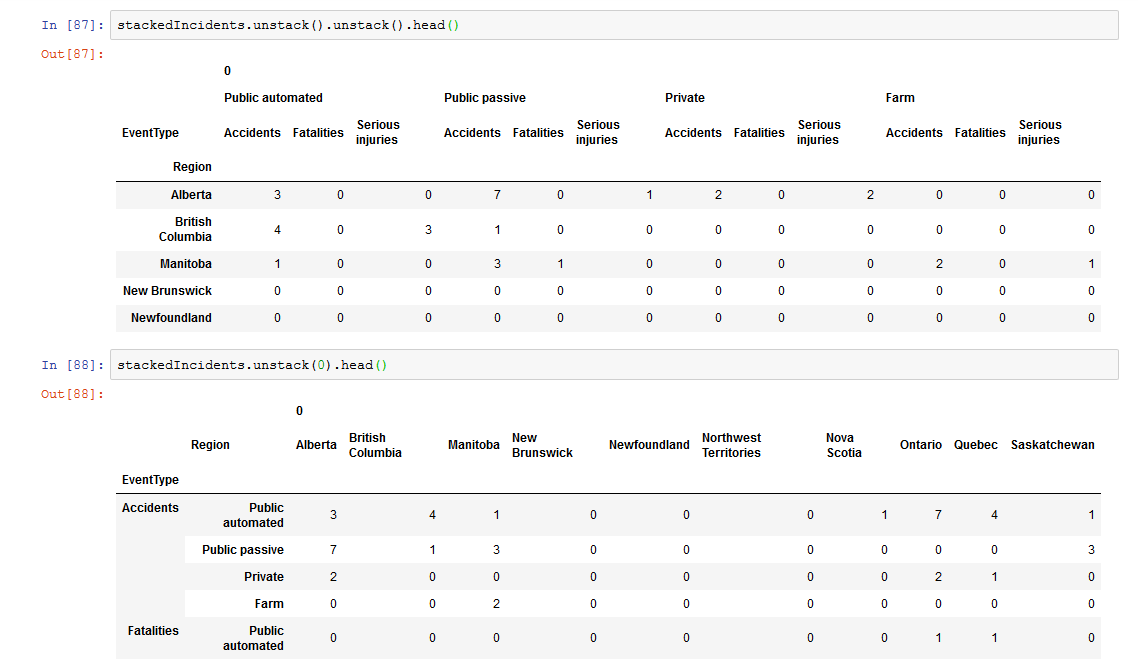 In [87]: stackedIncidents.unstack().unstack().head()
Out[87]:
0
Public automated Public passive Private Farm
EventType Accidents Fatalities Serious injuries Accidents Fatalities Serious injuries Accidents Fatalities Serious injuries Accidents Fatalities Serious injuries
Region
Alberta 3 0 0 7 0 1 2 0 2 0 0 0
British Columbia 4 0 3 1 0 0 0 0 0 0 0 0
Manitoba 1 0 0 3 1 0 0 0 0 2 0 1
New Brunswick 0 0 0 0 0 0 0 0 0 0 0 0
Newfoundland 0 0 0 0 0 0 0 0 0 0 0 0
In [88]: stackedIncidents.unstack(0).head()
Out[88]:
0
Region Alberta British Columbia Manitoba New Brunswick Newfoundland Northwest Territories Nova Scotia Ontario Quebec Saskatchewan
EventType
Accidents Public automated 3 4 1 0 0 0 1 7 4 1
Public passive 7 1 3 0 0 0 0 0 0 3
Private 2 0 0 0 0 0 0 2 1 0
Farm 0 0 2 0 0 0 0 0 0 0
Fatalities Public automated 0 0 0 0 0 0 0 1 1 0